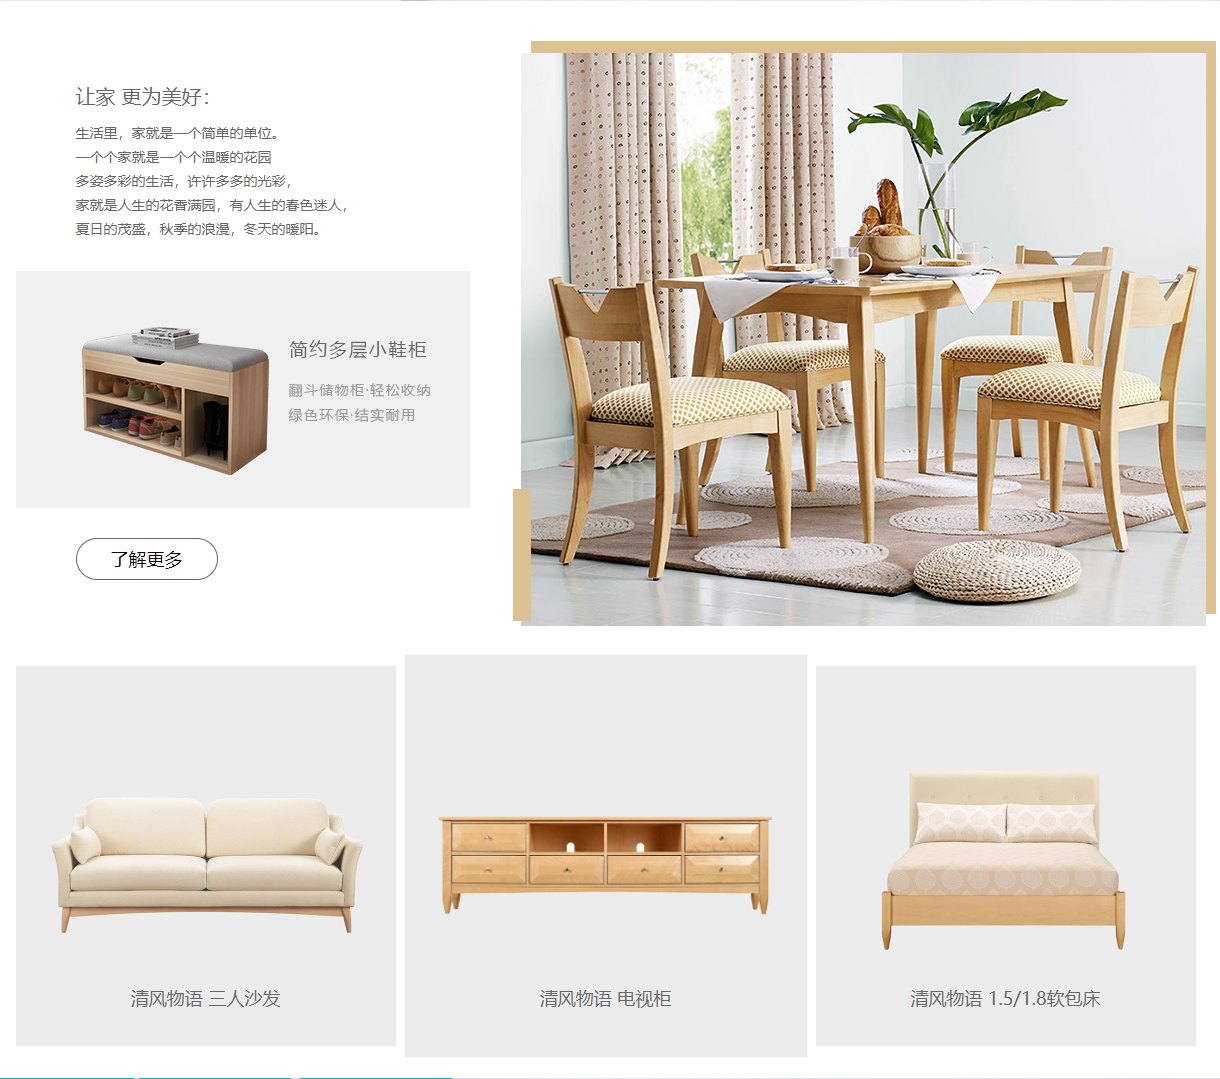 让家 更为美好：
生活里，家就是一个简单的单位。
一个个家就是一个个温暖的花园
多姿多彩的生活，许许多多的光彩，
家就是人生的花香满园，有人生的春色迷人，
夏日的茂盛，秋季的浪漫，冬天的暖阳。
简约多层小鞋柜
翻斗储物柜·轻松收纳
绿色环保·结实耐用
了解更多
清风物语 三人沙发
清风物语 电视柜
清风物语 1.5/1.8软包床